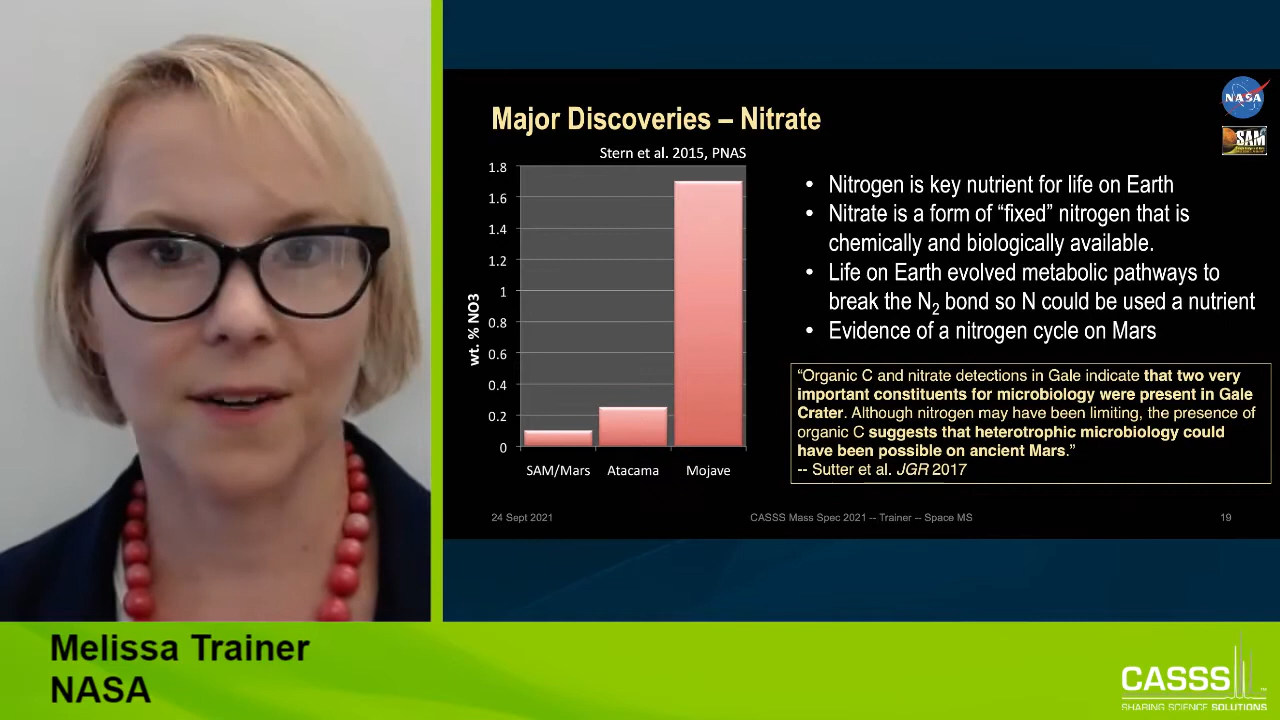 Major Discoveries – Nitrate
NASA
SAM
Stern et al. 2015, PNAS
1.8
1.6
1.4
1.2
1
0.8
0.6
0.4
0.2
0
wt. % NO3
SAM/Mars Atacama Mojave
• Nitrogen is key nutrient for life on Earth
• Nitrate is a form of “fixed” nitrogen that is
chemically and biologically available.
• Life on Earth evolved metabolic pathways to
break the N2 bond so N could be used a nutrient
• Evidence of a nitrogen cycle on Mars
“Organic C and nitrate detections in Gale indicate that two very
important constituents for microbiology were present in Gale
Crater. Although nitrogen may have been limiting, the presence of
organic C suggests that heterotrophic microbiology could
have been possible on ancient Mars.”
-- Sutter et al. JGR 2017
24 Sept 2021 CASSS Mass Spec 2021 -- Trainer -- Space MS 19
Melissa Trainer
NASA
CASSS
SHARING SCIENCE SOLUTIONS